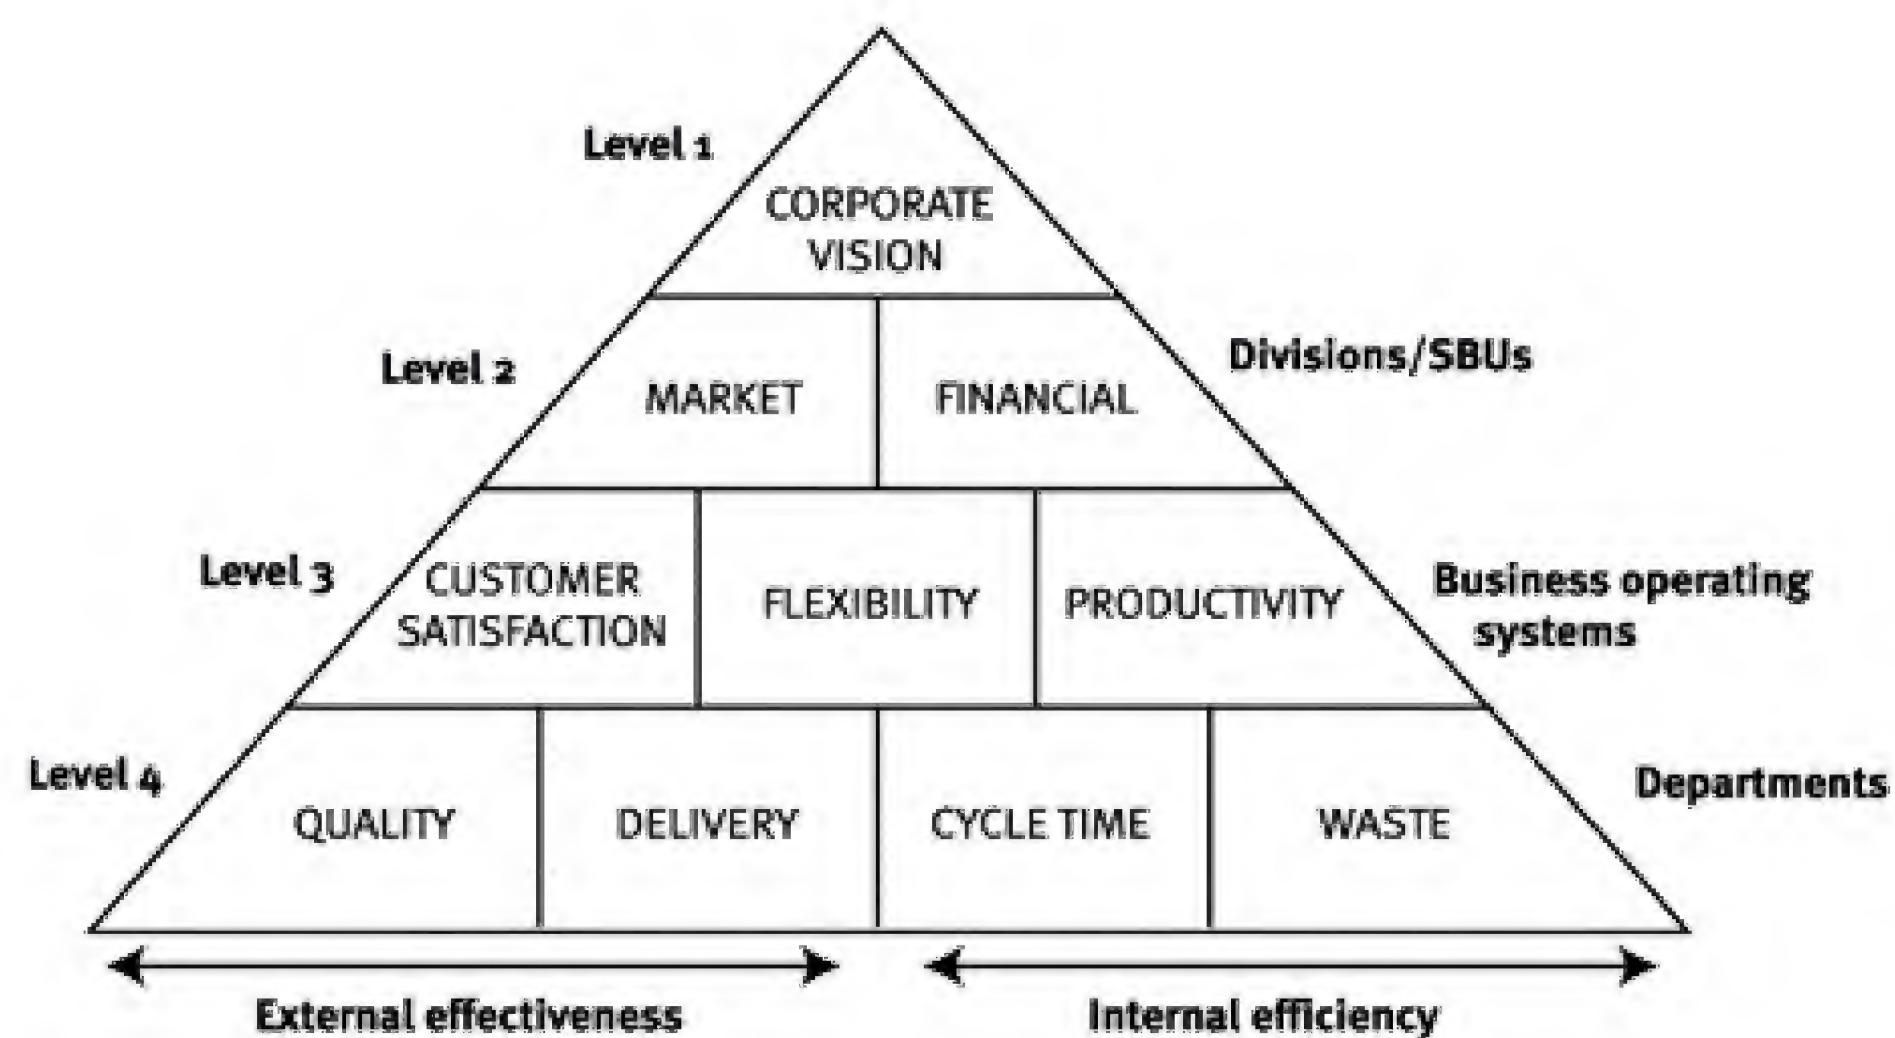 Level 1
CORPORATE
VISION
Level 2
MARKET
FINANCIAL
Divisions/SBUs
Level 3
CUSTOMER
SATISFACTION
FLEXIBILITY
PRODUCTIVITY
Business operating
systems
Level 4
QUALITY
DELIVERY
CYCLE TIME
WASTE
Departments
External effectiveness
Internal efficiency